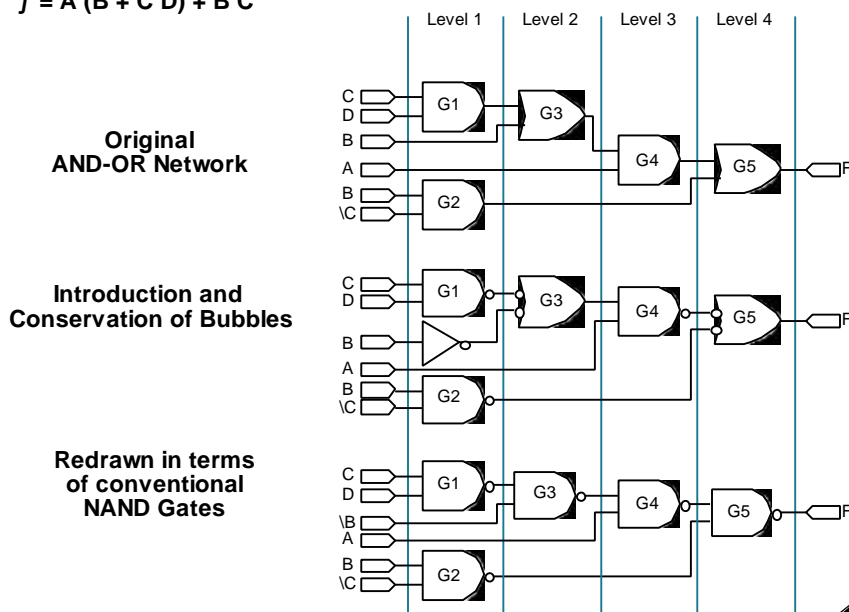 f = A (B + C D) + B C
Level 1 Level 2 Level 3 Level 4
Original
AND-OR Network
C
D
B
A
B
\C
G1
G3
G4
G2
G5
F
Introduction and
Conservation of Bubbles
C
D
B
A
B
\C
G1
G3
G4
G2
G5
F
Redrawn in terms
of conventional
NAND Gates
C
D
\B
A
B
\C
G1
G3
G4
G5
G2
F